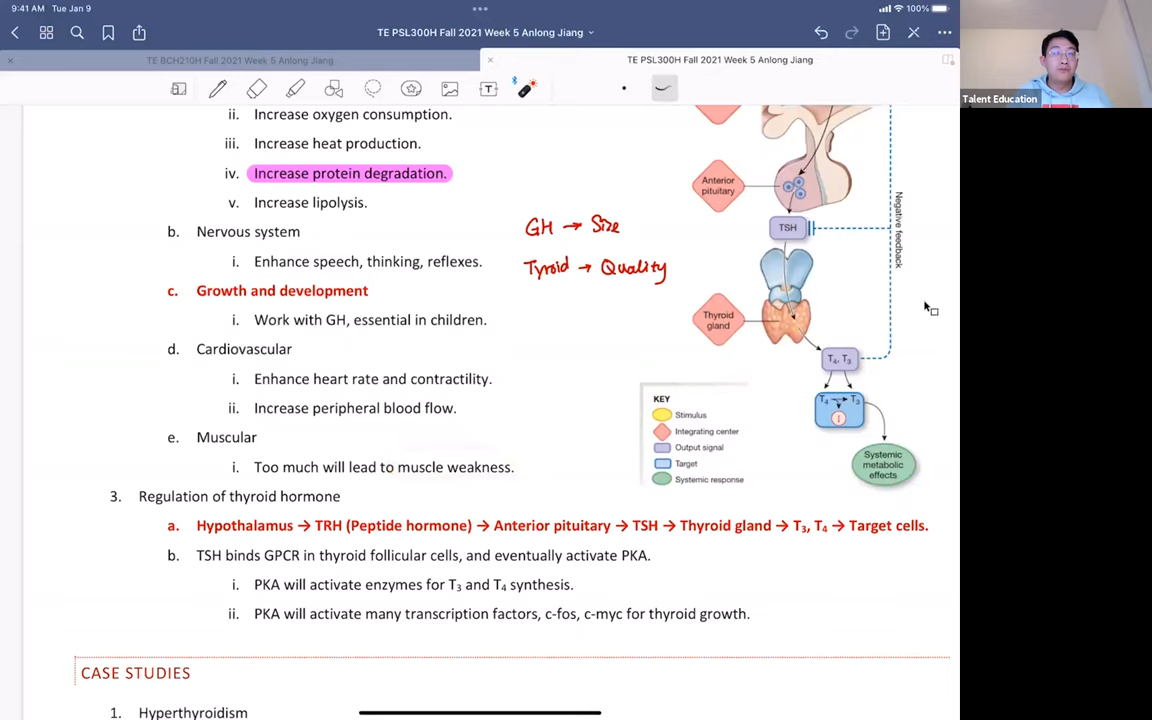 9:41 AM Tue Jan 9
100%
TE PSL300H Fall 2021 Week 5 Anlong Jiang
TE BCH210H Fall 2021 Week 5 Anlong Jiang
TE PSL300H Fall 2021 Week 5 Anlong Jiang
Talent Education
ii. Increase oxygen consumption.
iii. Increase heat production.
iv. Increase protein degradation.
v. Increase lipolysis.
b. Nervous system
i. Enhance speech, thinking, reflexes.
c. Growth and development
i. Work with GH, essential in children.
d. Cardiovascular
i. Enhance heart rate and contractility.
ii. Increase peripheral blood flow.
e. Muscular
i. Too much will lead to muscle weakness.
GH → Size
Tyroid → Quality
Anterior
pituitary
TSH
Negative feedback
Thyroid
gland
T4, T3
T4 → T3
I
Systemic
metabolic
effects
KEY
Stimulus
Integrating center
Output signal
Target
Systemic response
3. Regulation of thyroid hormone
a. Hypothalamus → TRH (Peptide hormone) → Anterior pituitary → TSH → Thyroid gland → T3, T4 → Target cells.
b. TSH binds GPCR in thyroid follicular cells, and eventually activate PKA.
i. PKA will activate enzymes for T3 and T4 synthesis.
ii. PKA will activate many transcription factors, c-fos, c-myc for thyroid growth.
CASE STUDIES
1. Hyperthyroidism